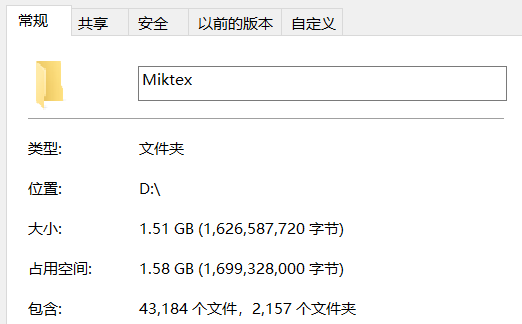 常规 共享 安全 以前的版本 自定义
Miktex
类型: 文件夹
位置: D:\
大小: 1.51 GB (1,626,587,720 字节)
占用空间: 1.58 GB (1,699,328,000 字节)
包含: 43,184 个文件，2,157 个文件夹